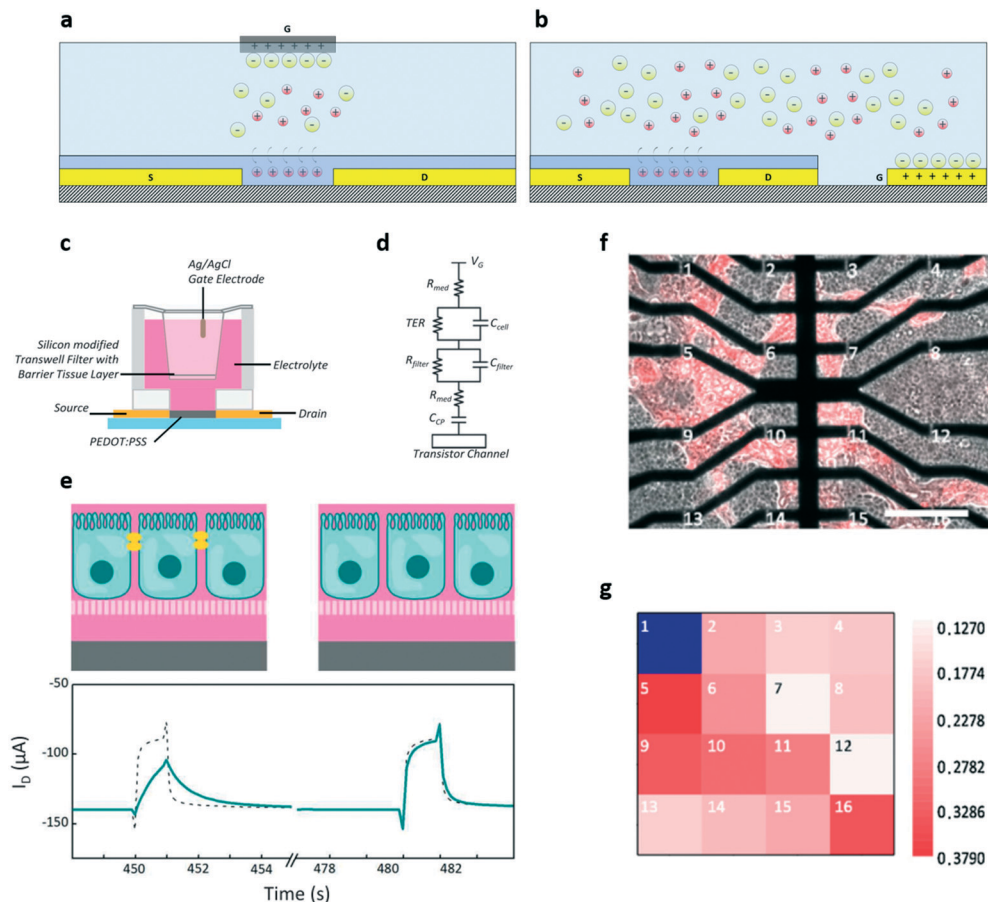 a
G
+ + + + + +
- - - - -
S
D
b
S
D
G
+ + + + + +
c
Ag/AgCl
Gate Electrode
Silicon modified
Transwell Filter with
Barrier Tissue Layer
Electrolyte
Source
Drain
PEDOT:PSS
d
V_G
R_med
TER
C_cell
R_filter
C_filter
R_med
C_CP
Transistor Channel
e
-50
-100
-150
I_D (µA)
450 452 454 478 480 482
Time (s)
f
1 2 3 4
5 6 7 8
9 10 11 12
13 14 15 16
g
1 2 3 4
5 6 7 8
9 10 11 12
13 14 15 16
0.1270
0.1774
0.2278
0.2782
0.3286
0.3790